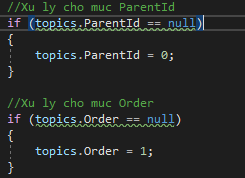 //Xu ly cho muc ParentId
if (topics.ParentId == null)
{
    topics.ParentId = 0;
}

//Xu ly cho muc Order
if (topics.Order == null)
{
    topics.Order = 1;
}